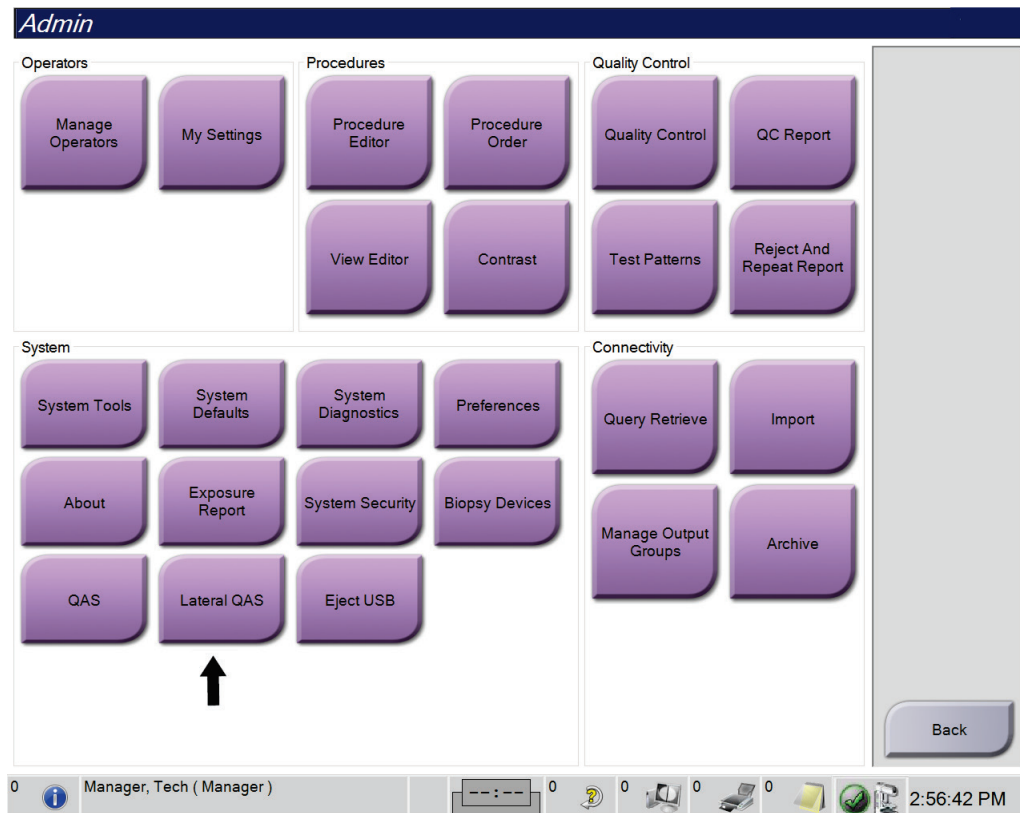 Admin
Operators
Manage
Operators
My Settings
Procedures
Procedure
Editor
Procedure
Order
View Editor
Contrast
Quality Control
Quality Control
QC Report
Test Patterns
Reject And
Repeat Report
System
System Tools
System
Defaults
System
Diagnostics
Preferences
About
Exposure
Report
System Security
Biopsy Devices
QAS
Lateral QAS
Eject USB
Connectivity
Query Retrieve
Import
Manage Output
Groups
Archive
Back
0
Manager, Tech ( Manager )
--:--
0
0
0
0
2:56:42 PM